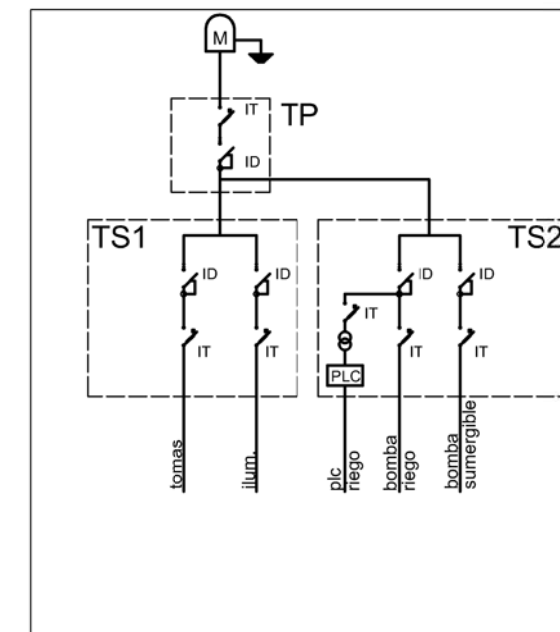 M
IT
TP
ID
TS1
TS2
ID
ID
ID
ID
IT
IT
IT
IT
IT
PLC
tomas
ilum.
plc
riego
bomba
riego
bomba
sumergible